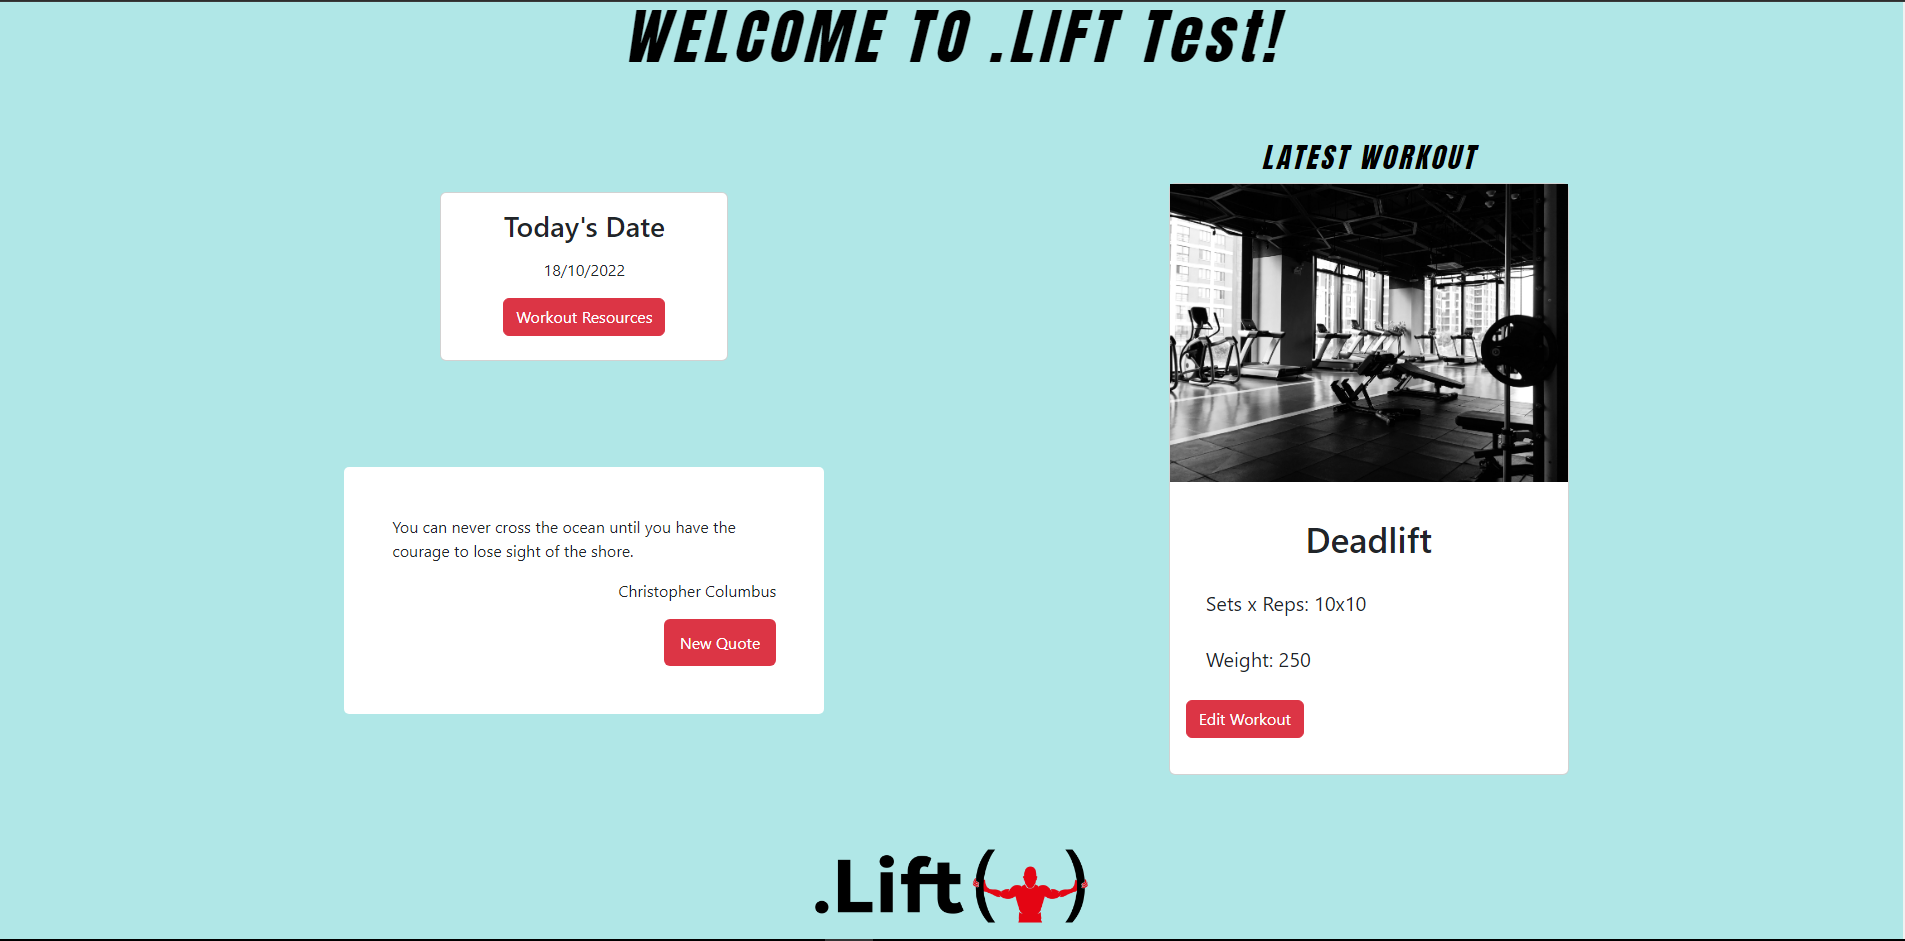 WELCOME TO .LIFT Test!
Today's Date
18/10/2022
Workout Resources
You can never cross the ocean until you have the
courage to lose sight of the shore.
Christopher Columbus
New Quote
LATEST WORKOUT
Deadlift
Sets x Reps: 10x10
Weight: 250
Edit Workout
.Lift()